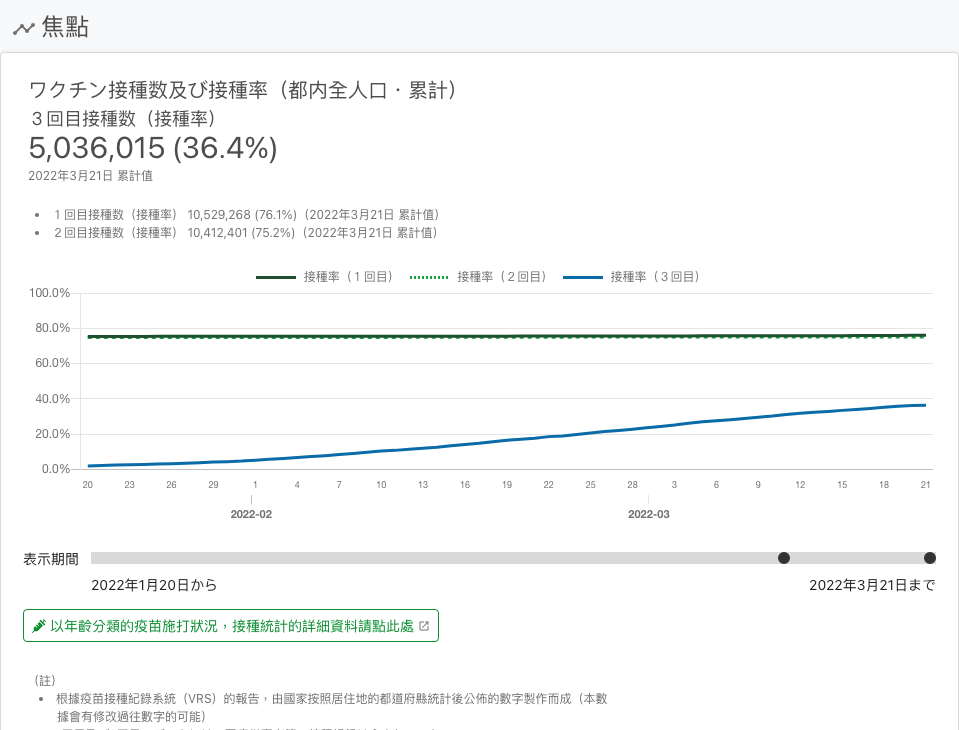 焦點
ワクチン接種数及び接種率（都内全人口・累計）
３回目接種数（接種率）
5,036,015 (36.4%)
2022年3月21日 累計値
１回目接種数（接種率） 10,529,268 (76.1%)（2022年3月21日 累計値）
２回目接種数（接種率） 10,412,401 (75.2%)（2022年3月21日 累計値）
接種率（１回目） 接種率（２回目） 接種率（３回目）
100.0%
80.0%
60.0%
40.0%
20.0%
0.0%
20 23 26 29 1 4 7 10 13 16 19 22 25 28 3 6 9 12 15 18 21
2022-02 2022-03
表示期間
2022年1月20日から 2022年3月21日まで
以年齡分類的疫苗施打狀況，接種統計的詳細資料請點此處
（註）
根據疫苗接種紀錄系統（VRS）的報告，由國家按照居住地的都道府縣統計後公佈的數字製作而成（本數
據會有修改過往數字的可能）